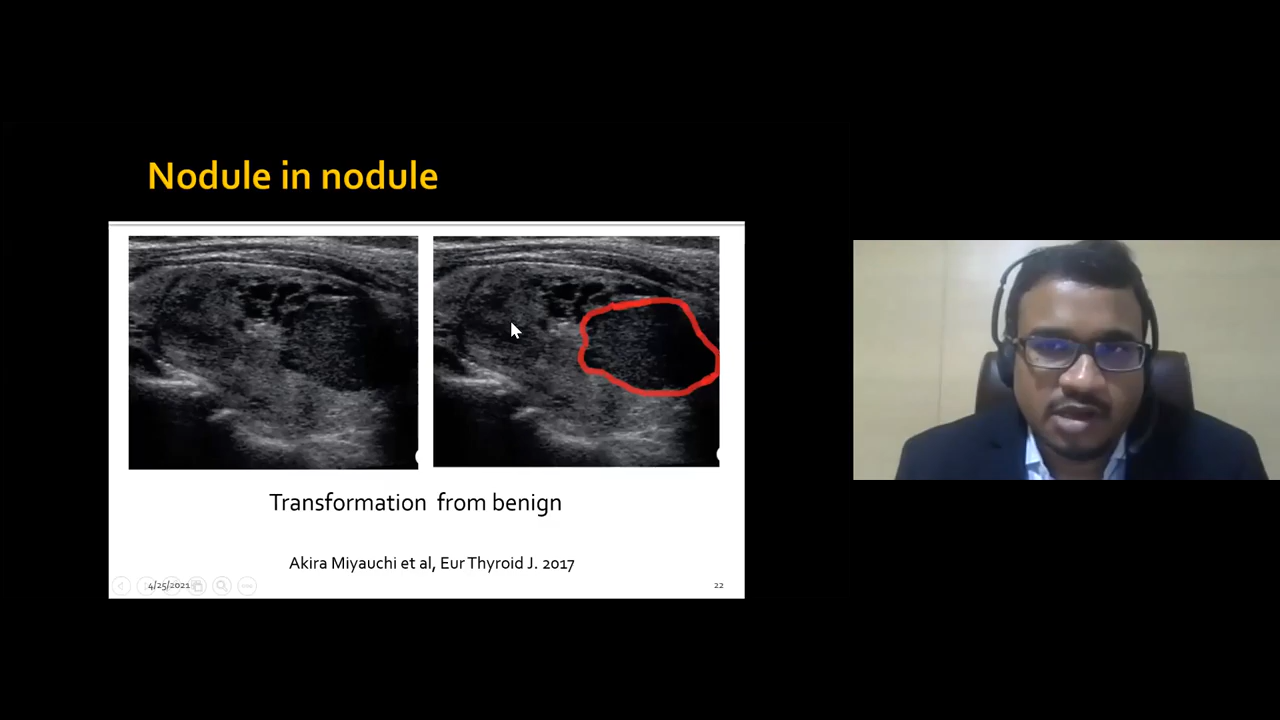 Nodule in nodule
Transformation from benign
Akira Miyauchi et al, Eur Thyroid J. 2017
4/25/2021
22